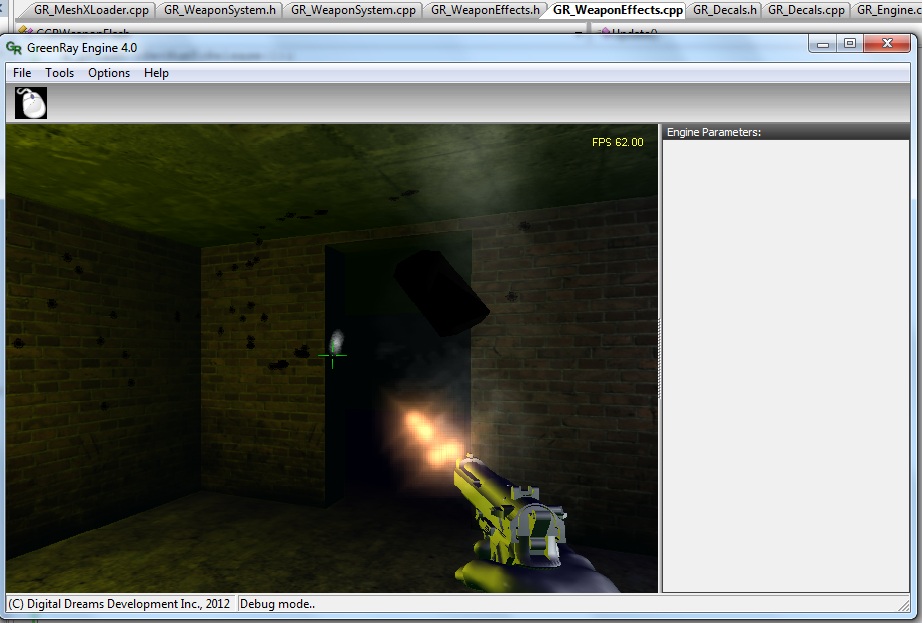 GR_MeshXLoader.cpp GR_WeaponSystem.h GR_WeaponSystem.cpp GR_WeaponEffects.h GR_WeaponEffects.cpp GR_Decals.h GR_Decals.cpp GR_Engine.c
GR GreenRay Engine 4.0
File Tools Options Help
FPS 62.00
Engine Parameters:
(C) Digital Dreams Development Inc., 2012 Debug mode..